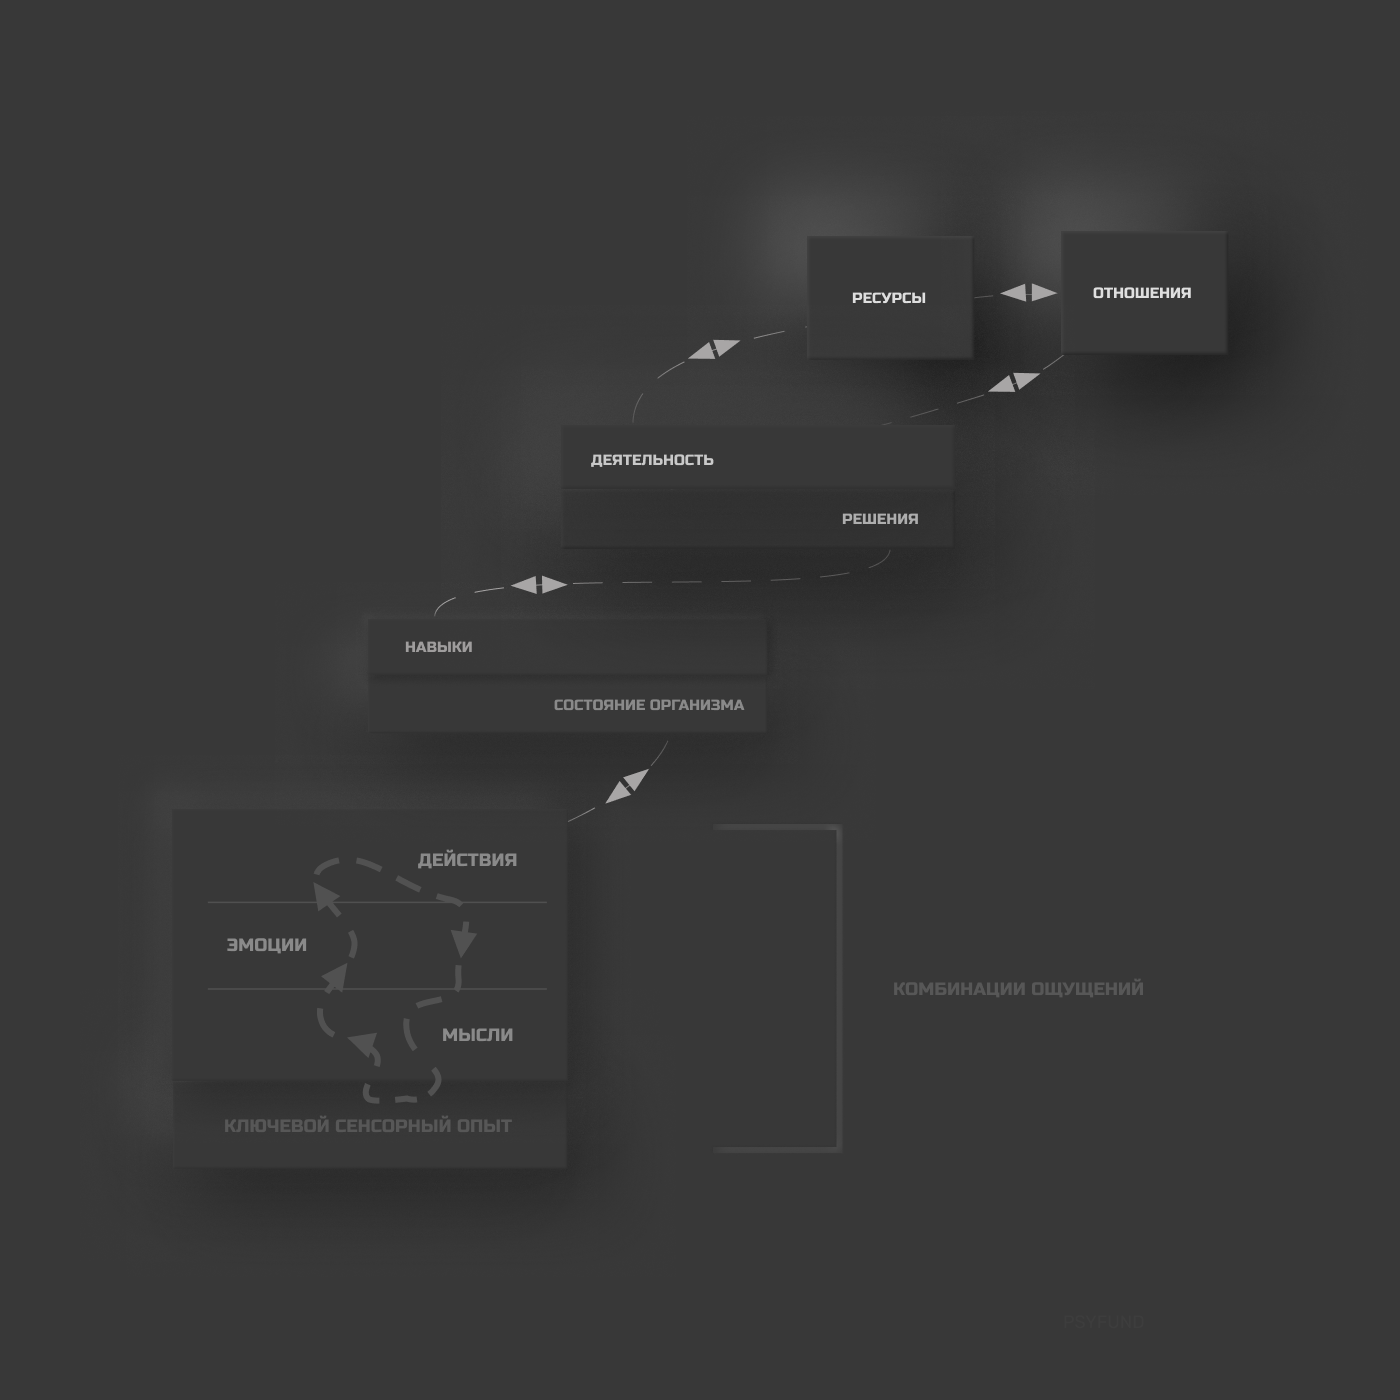 РЕСУРСЫ
ОТНОШЕНИЯ
ДЕЯТЕЛЬНОСТЬ
РЕШЕНИЯ
НАВЫКИ
СОСТОЯНИЕ ОРГАНИЗМА
ДЕЙСТВИЯ
ЭМОЦИИ
МЫСЛИ
КЛЮЧЕВОЙ СЕНСОРНЫЙ ОПЫТ
КОМБИНАЦИИ ОЩУЩЕНИЙ
PSYFUND